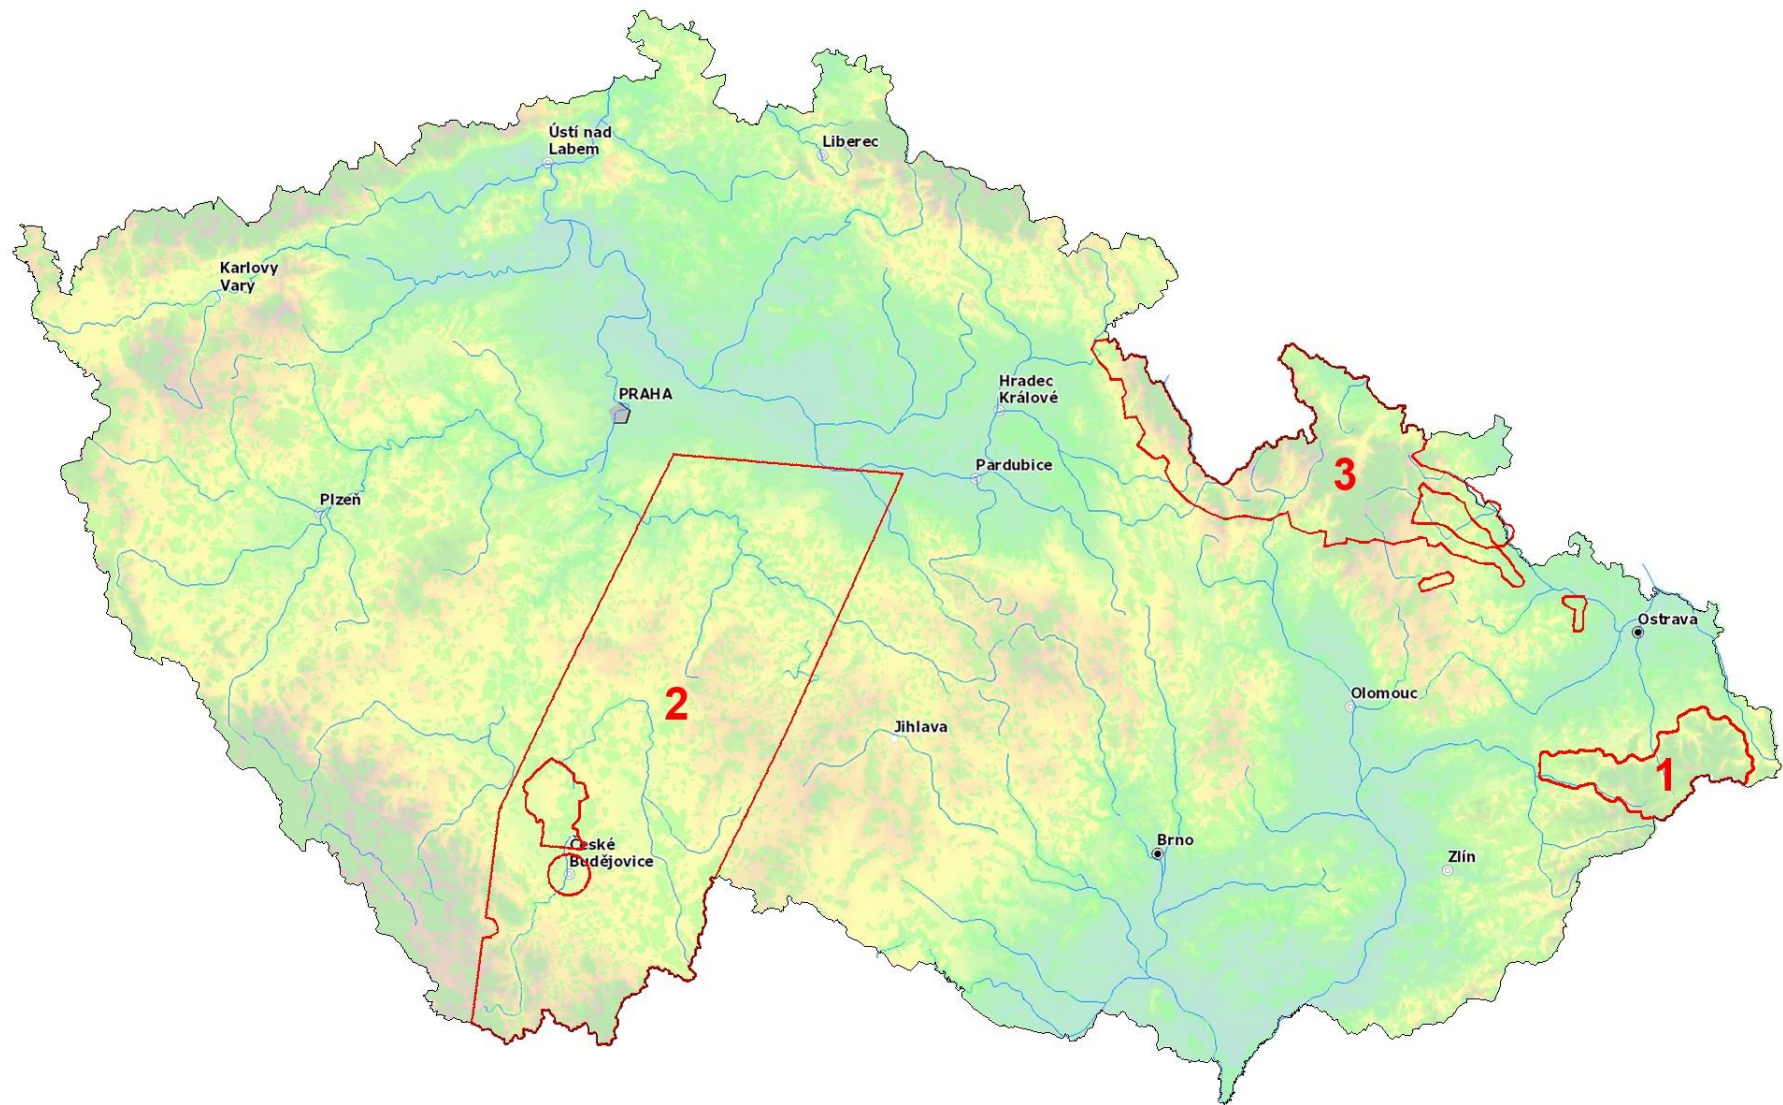 Ústí nad
Labem
Liberec
Karlovy
Vary
PRAHA
Hradec
Králové
Pardubice
3
Plzeň
Ostrava
2
Olomouc
Jihlava
1
České
Budějovice
Brno
Zlín